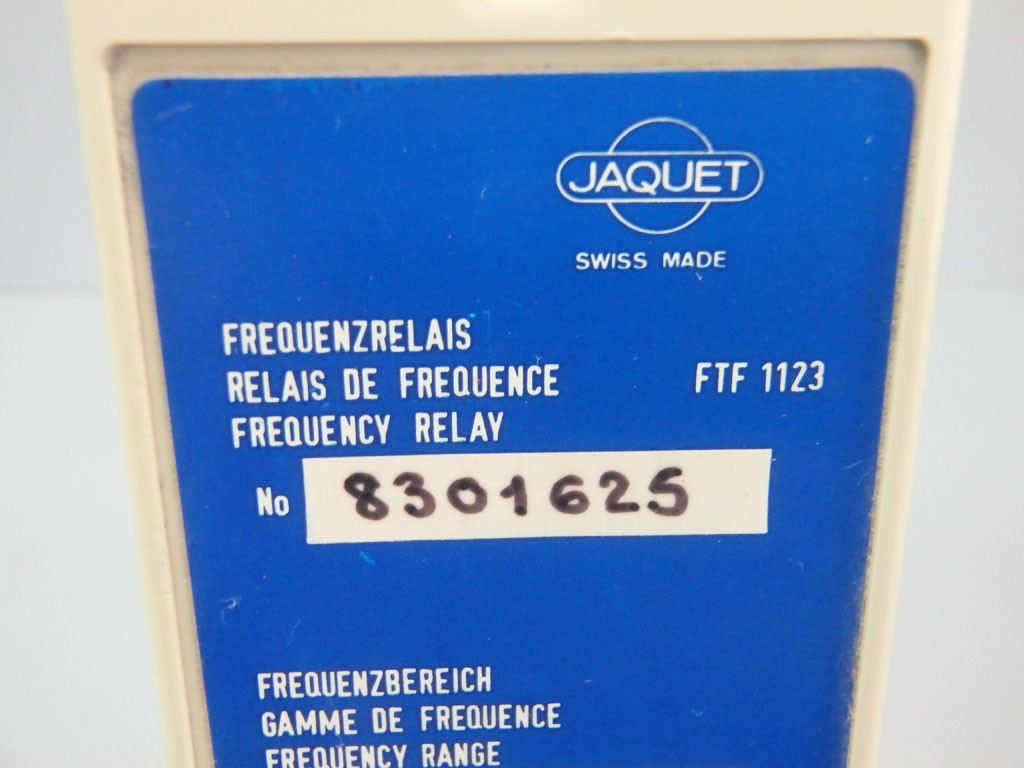 JAQUET
SWISS MADE
FREQUENZRELAIS
RELAIS DE FREQUENCE FTF 1123
FREQUENCY RELAY
No 8301625
FREQUENZBEREICH
GAMME DE FREQUENCE
FREQUENCY RANGE